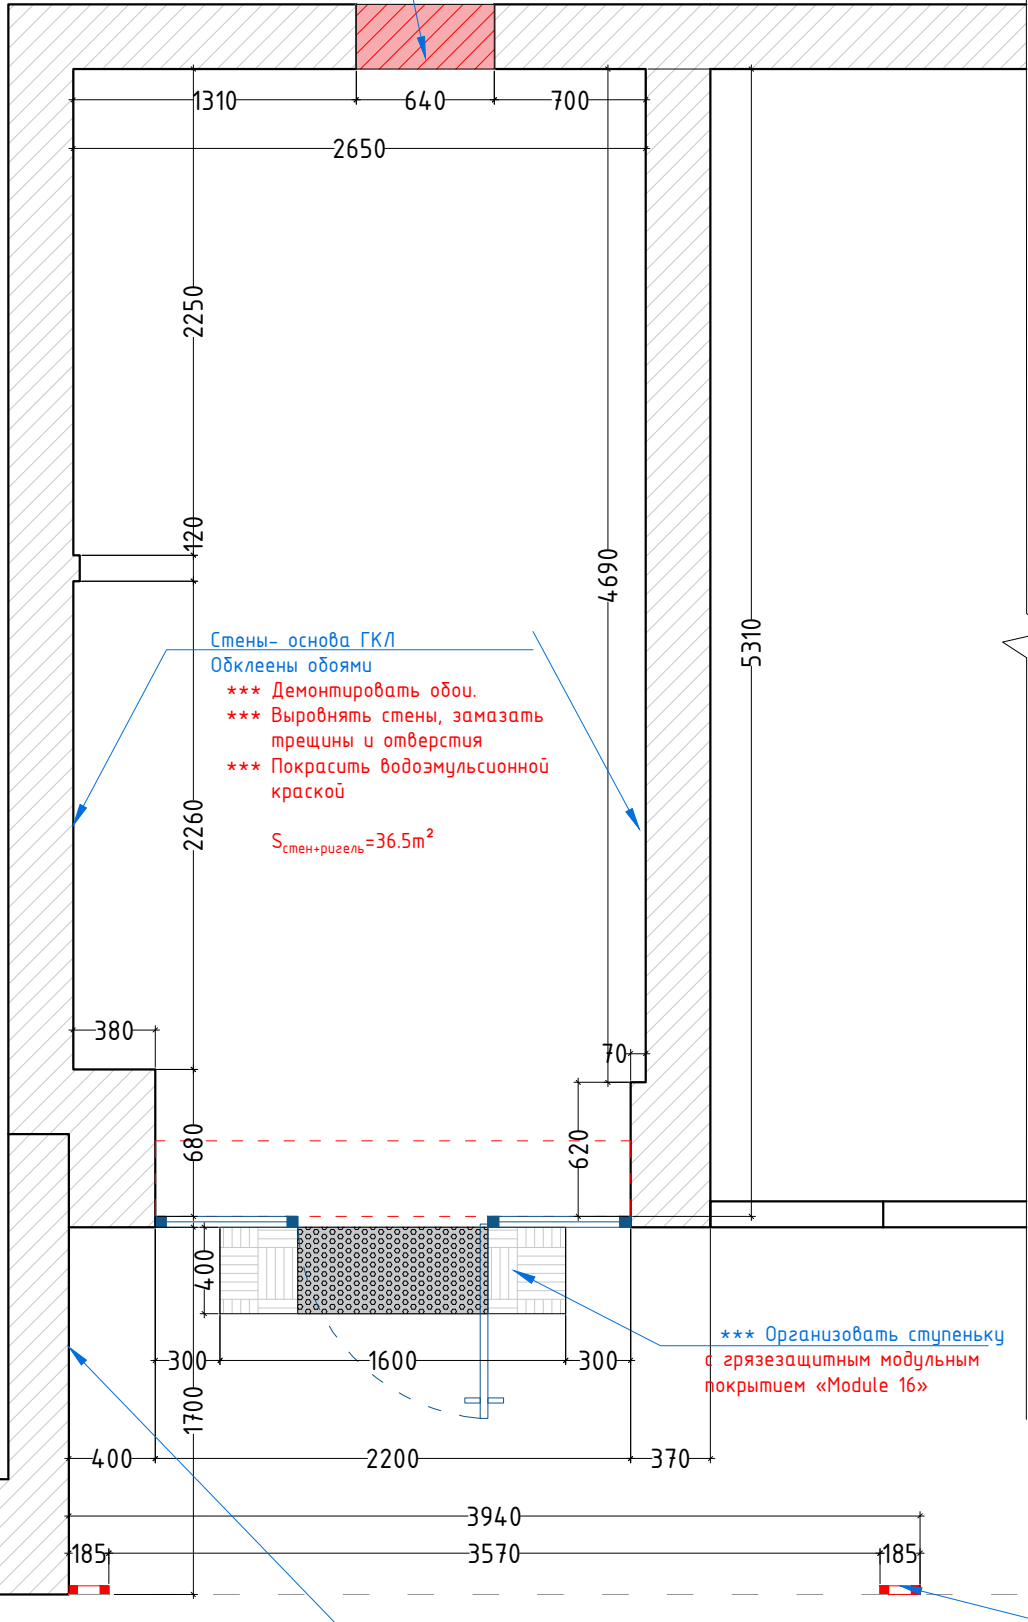 1310
640
700
2650
2250
120
4690
5310
Стены- основа ГКЛ
Обклеены обоями
*** Демонтировать обои.
*** Выровнять стены, замазать
трещины и отверстия
*** Покрасить водоэмульсионной
краской
Sстен+ригель=36.5m²
2260
380
70
680
620
400
*** Организовать ступеньку
с грязезащитным модульным
покрытием «Module 16»
300
1600
300
1700
400
2200
370
3940
185
3570
185